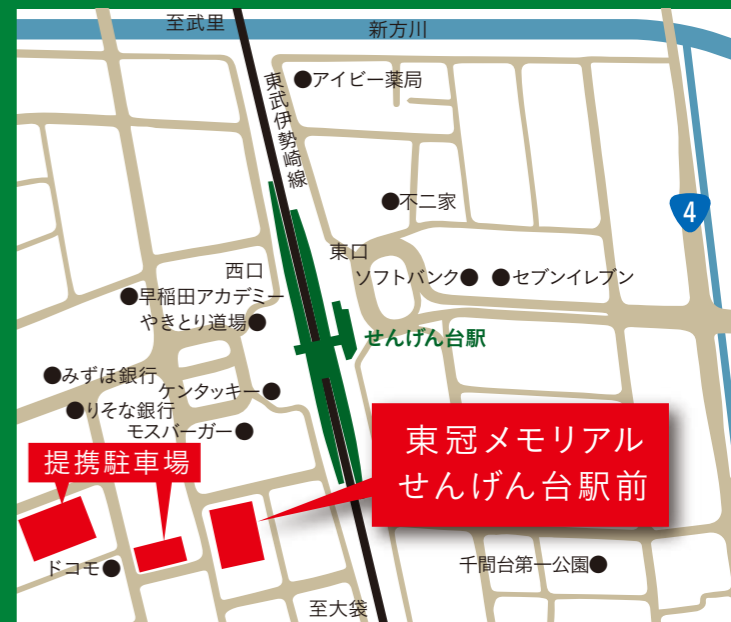 至武里
新方川
東武伊勢崎線
アイビー薬局
4
不二家
東口
西口
ソフトバンク
セブンイレブン
早稲田アカデミー
やきとり道場
せんげん台駅
みずほ銀行
ケンタッキー
りそな銀行
モスバーガー
東冠メモリアル
せんげん台駅前
提携駐車場
ドコモ
千間台第一公園
至大袋